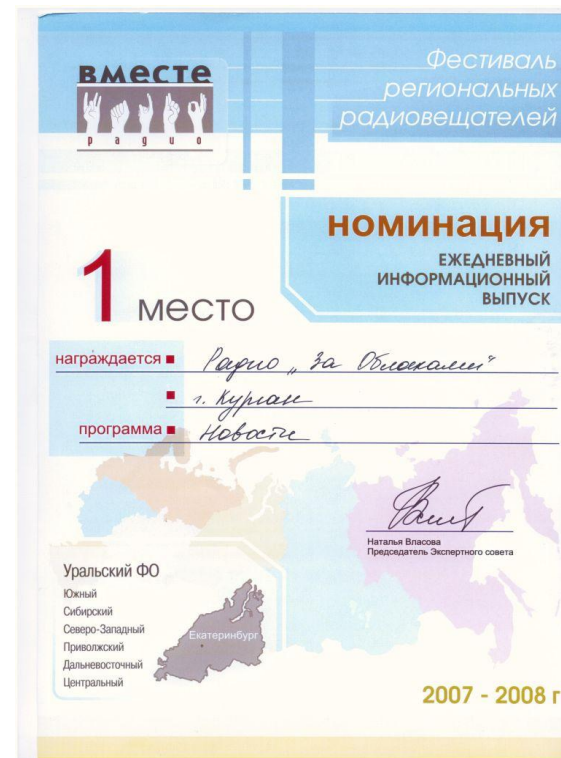 вместе
радио
Фестиваль
региональных
радиовещателей
номинация
ЕЖЕДНЕВНЫЙ
ИНФОРМАЦИОННЫЙ
ВЫПУСК
1 место
награждается ▪ Радио „За Облаками"
▪ г. Курган
программа ▪ Новости
Наталья Власова
Председатель Экспертного совета
Уральский ФО
Южный
Сибирский
Северо-Западный
Приволжский
Дальневосточный
Центральный
Екатеринбург
2007 - 2008 г